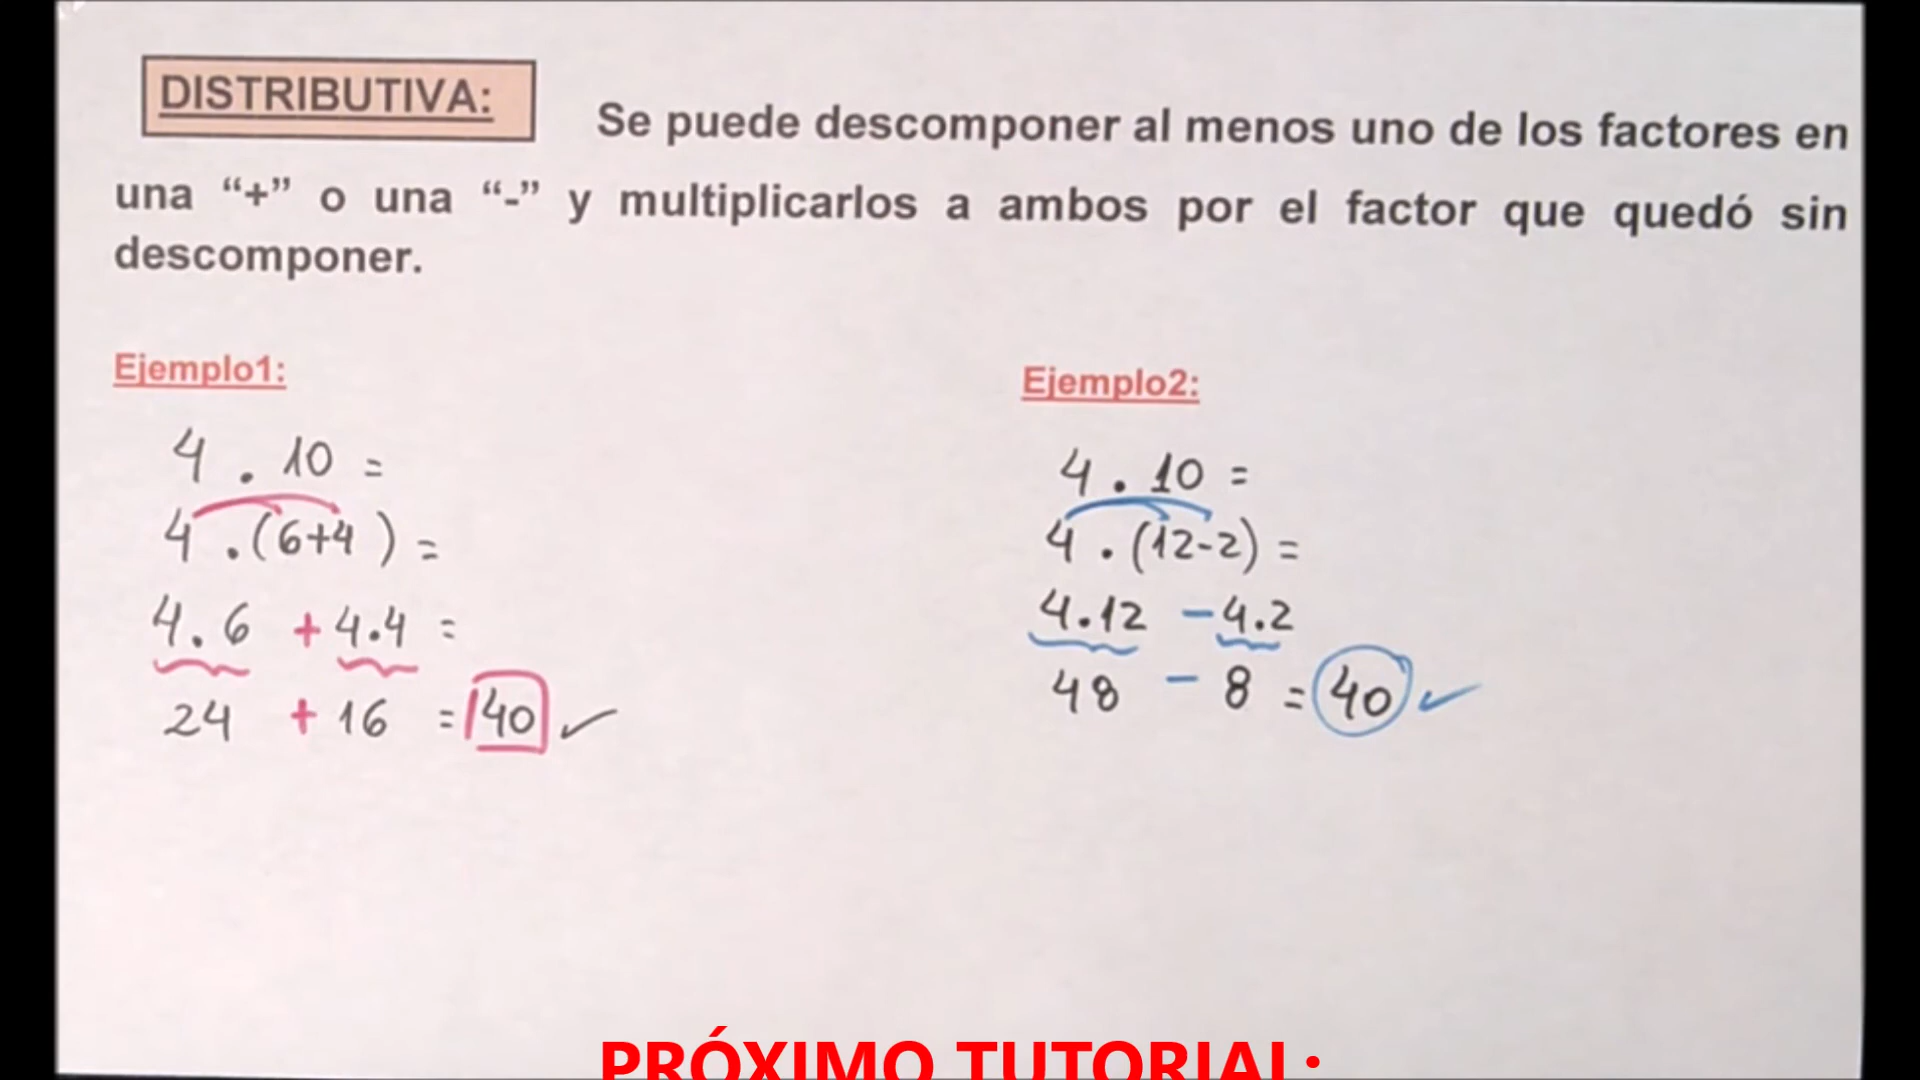 DISTRIBUTIVA:
Se puede descomponer al menos uno de los factores en
una “+” o una “-” y multiplicarlos a ambos por el factor que quedó sin
descomponer.
Ejemplo1:
4 . 10 =
4 . (6+4) =
4.6 + 4.4 =
24 + 16 = 40 ✓
Ejemplo2:
4 . 10 =
4 . (12-2) =
4.12 - 4.2
48 - 8 = 40 ✓
PRÓXIMO TUTORIAL: